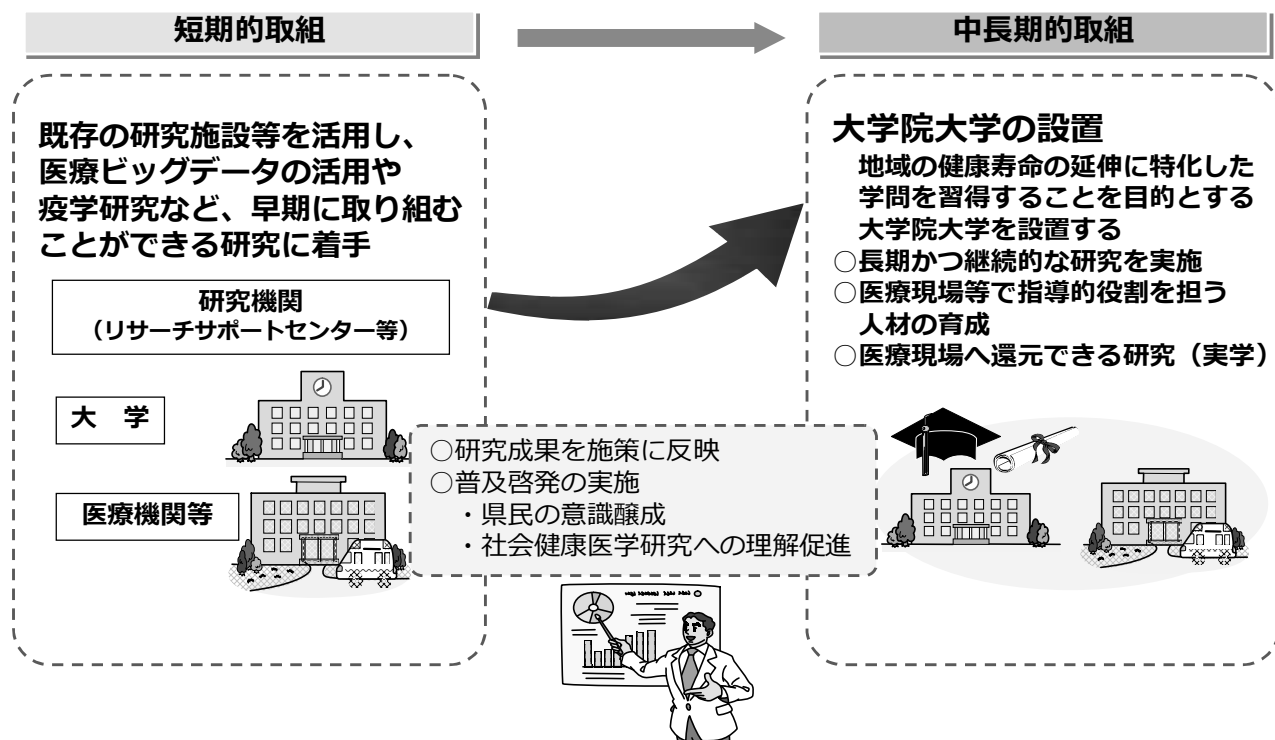 短期的取組
中長期的取組
既存の研究施設等を活用し、
医療ビッグデータの活用や
疫学研究など、早期に取り組む
ことができる研究に着手
研究機関
（リサーチサポートセンター等）
大　学
医療機関等
○研究成果を施策に反映
○普及啓発の実施
・県民の意識醸成
・社会健康医学研究への理解促進
大学院大学の設置
地域の健康寿命の延伸に特化した
学問を習得することを目的とする
大学院大学を設置する
○長期かつ継続的な研究を実施
○医療現場等で指導的役割を担う
人材の育成
○医療現場へ還元できる研究（実学）